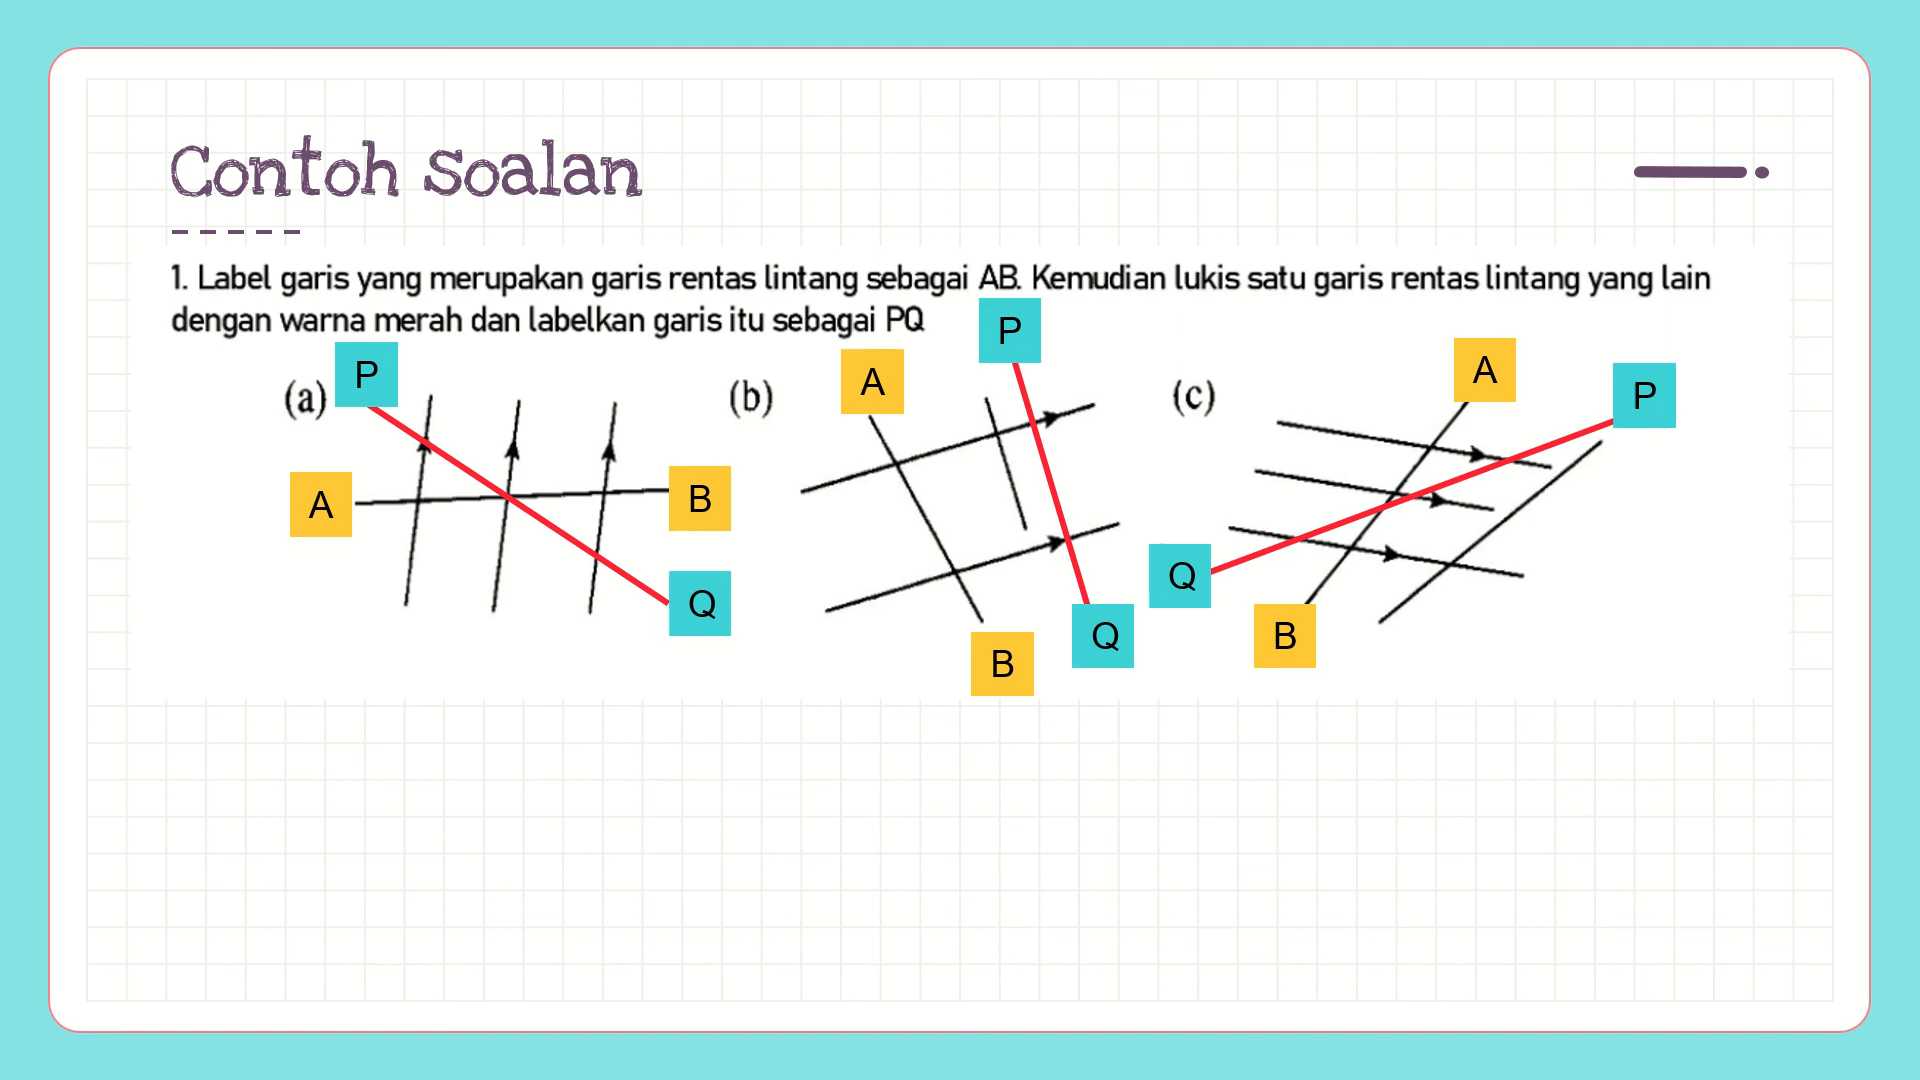 Contoh soalan
1. Label garis yang merupakan garis rentas lintang sebagai AB. Kemudian lukis satu garis rentas lintang yang lain
dengan warna merah dan labelkan garis itu sebagai PQ
(a)
P
A
B
Q
(b)
A
P
B
Q
(c)
A
P
Q
B